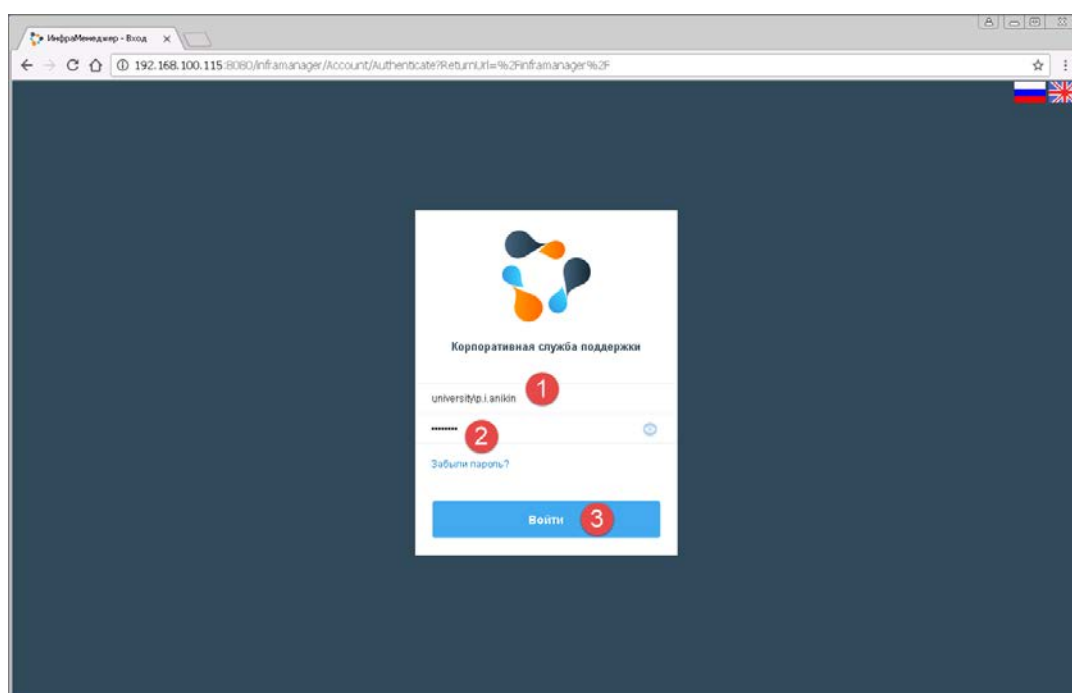 ИнфраМенеджер - Вход
192.168.100.115:8080/inframanager/Account/Authenticate?ReturnUrl=%2Finframanager%2F
Корпоративная служба поддержки
university\p.i.anikin
1
••••••••
2
Забыли пароль?
Войти
3